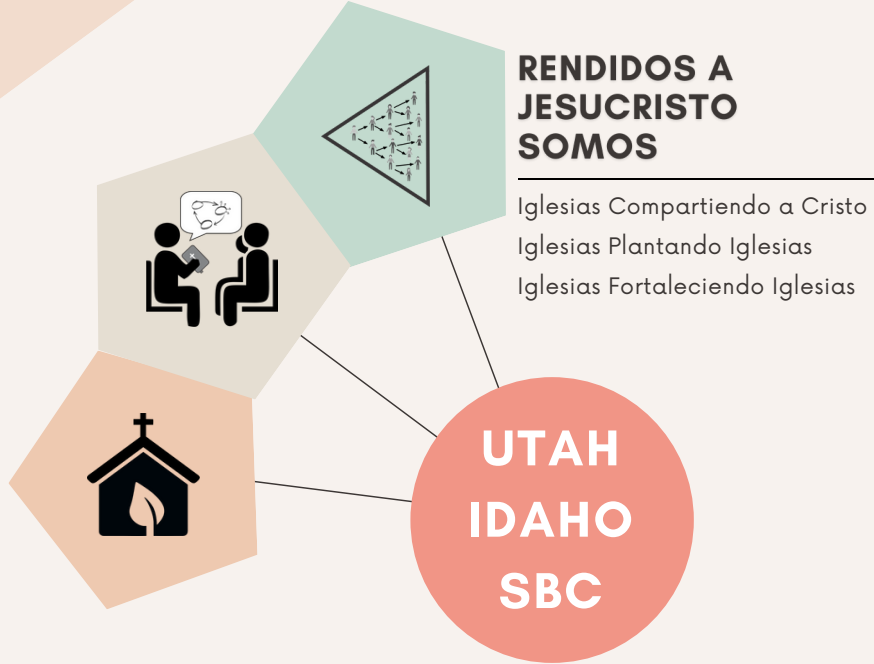 RENDIDOS A
JESUCRISTO
SOMOS
Iglesias Compartiendo a Cristo
Iglesias Plantando Iglesias
Iglesias Fortaleciendo Iglesias
UTAH
IDAHO
SBC